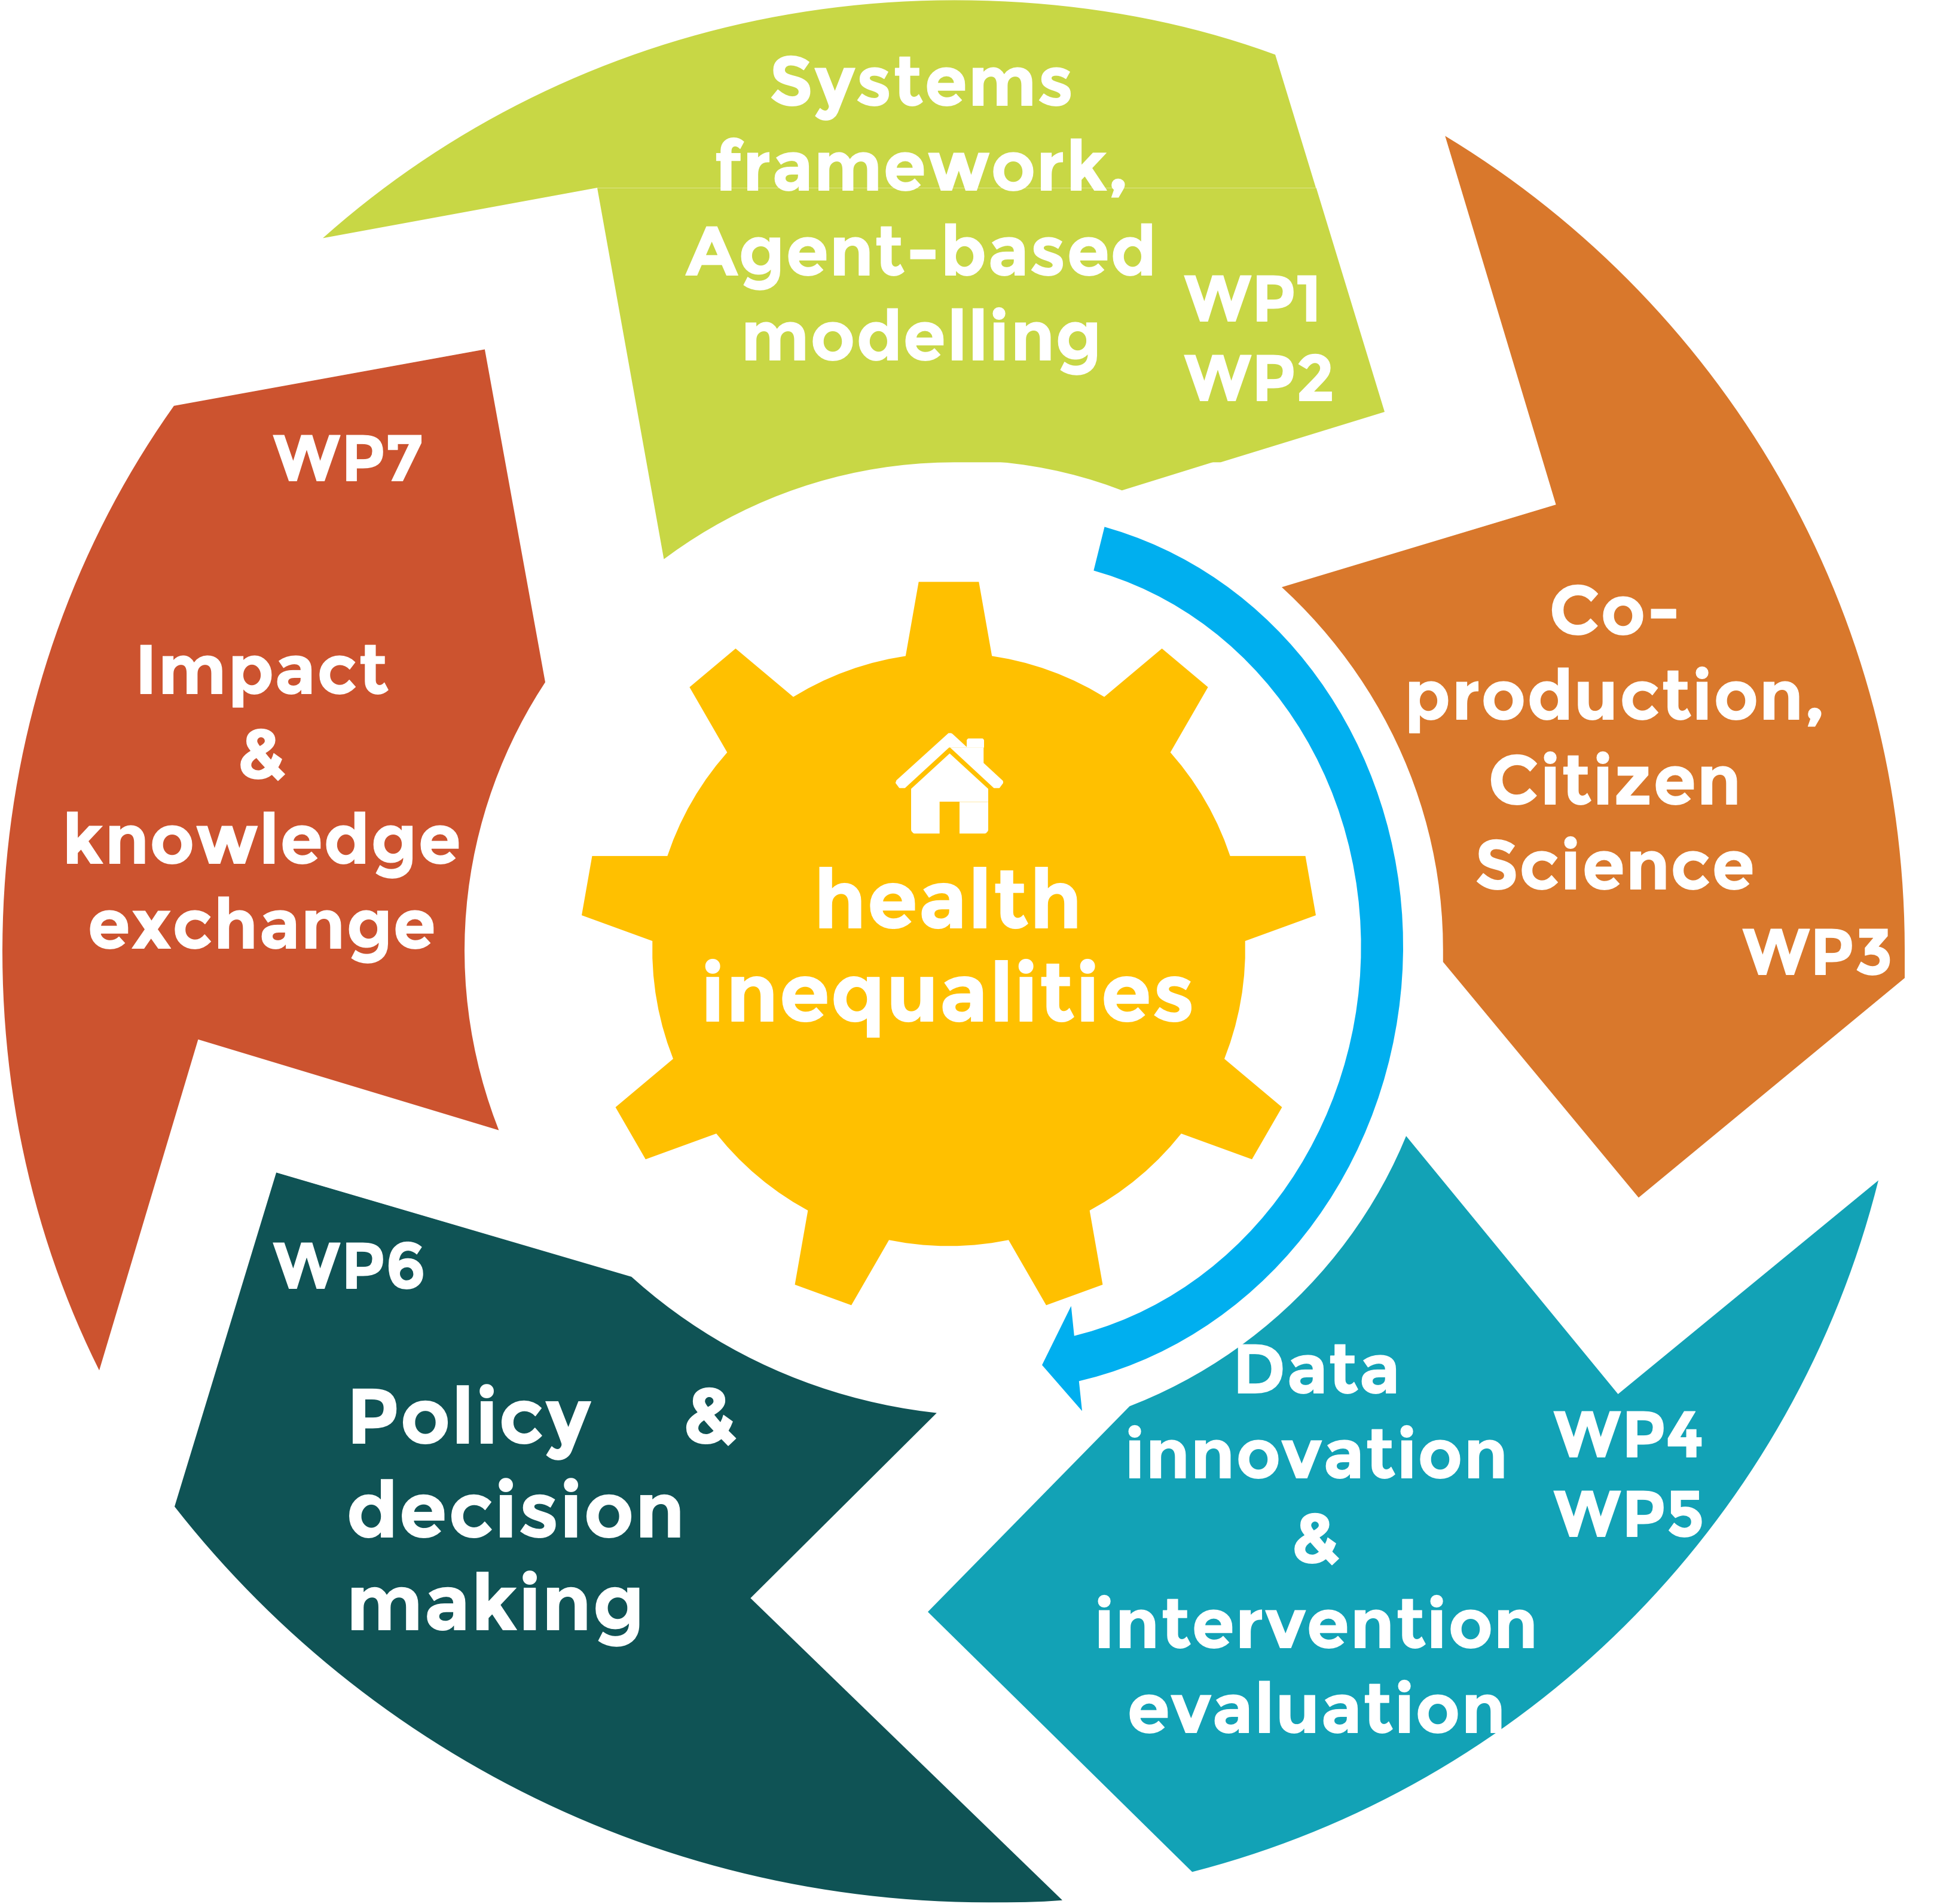 Systems
framework,
Agent-based
modelling
WP1
WP2
Co-
production,
Citizen
Science
WP3
Data
innovation
&
intervention
evaluation
WP4
WP5
WP6
Policy &
decision
making
WP7
Impact
&
knowledge
exchange
health
inequalities